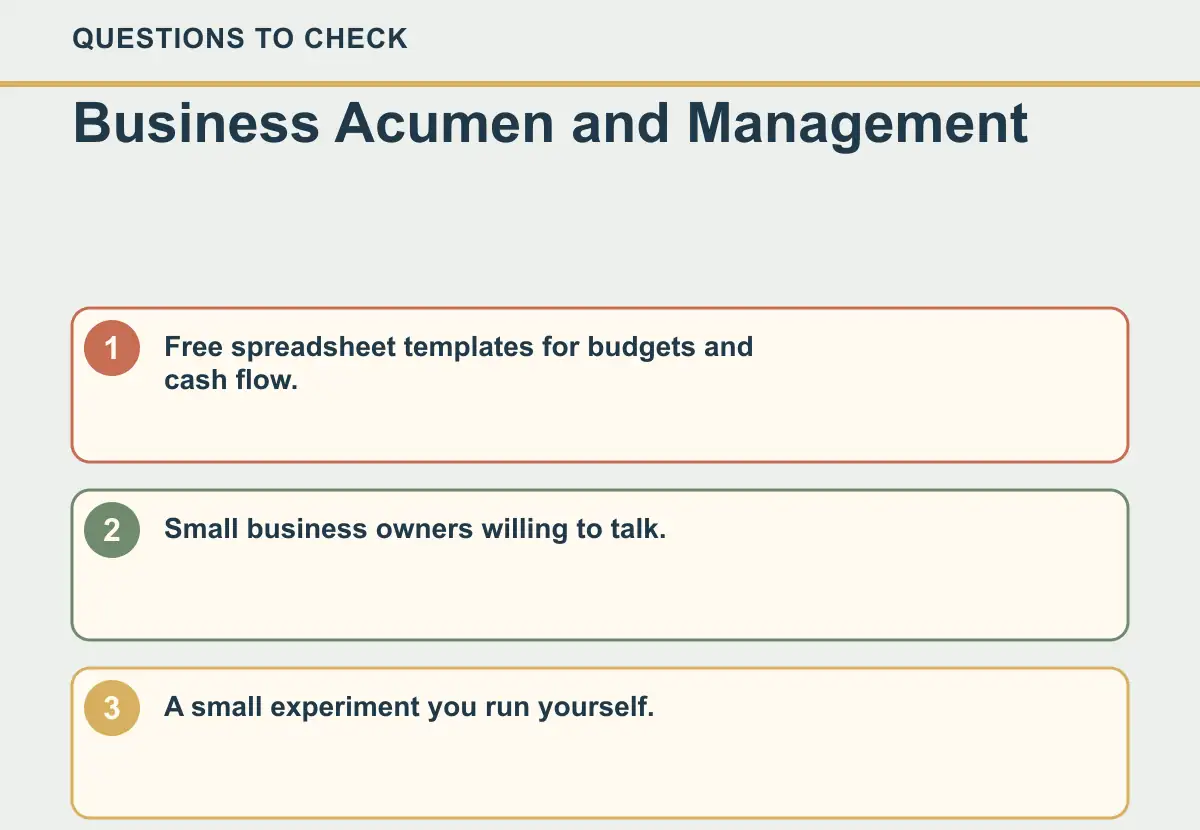 QUESTIONS TO CHECK
Business Acumen and Management
1
Free spreadsheet templates for budgets and
cash flow.
2
Small business owners willing to talk.
3
A small experiment you run yourself.